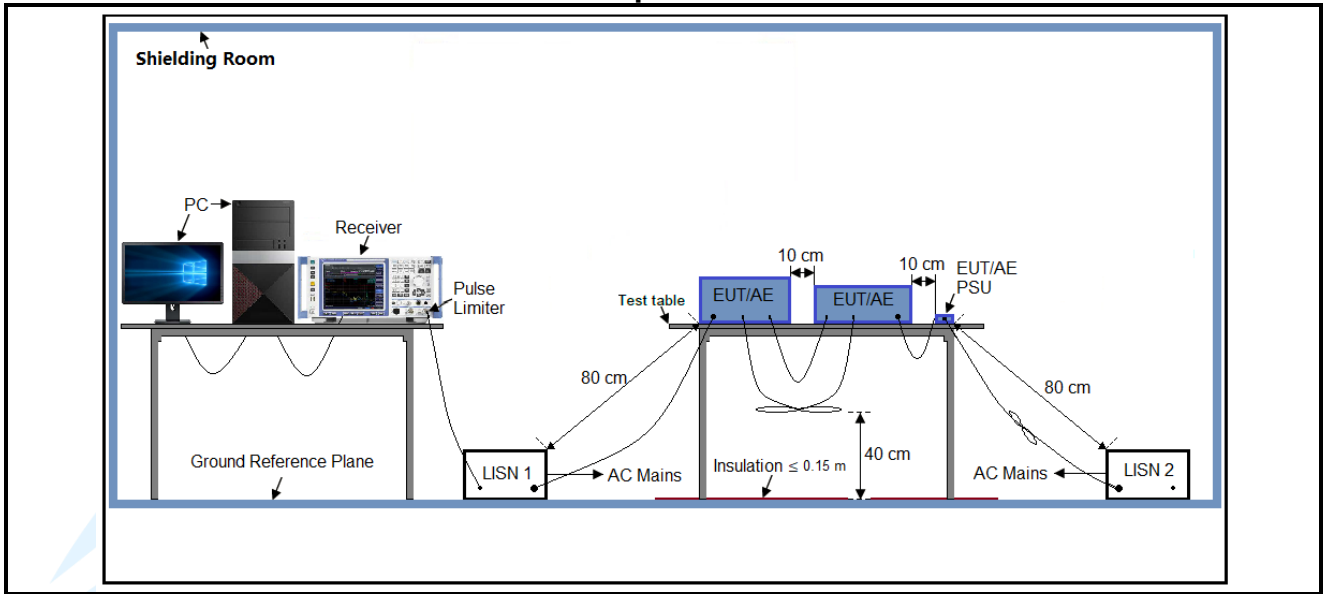 Shielding Room
PC
Receiver
Pulse
Limiter
10 cm
10 cm
EUT/AE
PSU
Test table
EUT/AE
EUT/AE
80 cm
80 cm
40 cm
Ground Reference Plane
LISN 1
AC Mains
Insulation ≤ 0.15 m
AC Mains
LISN 2